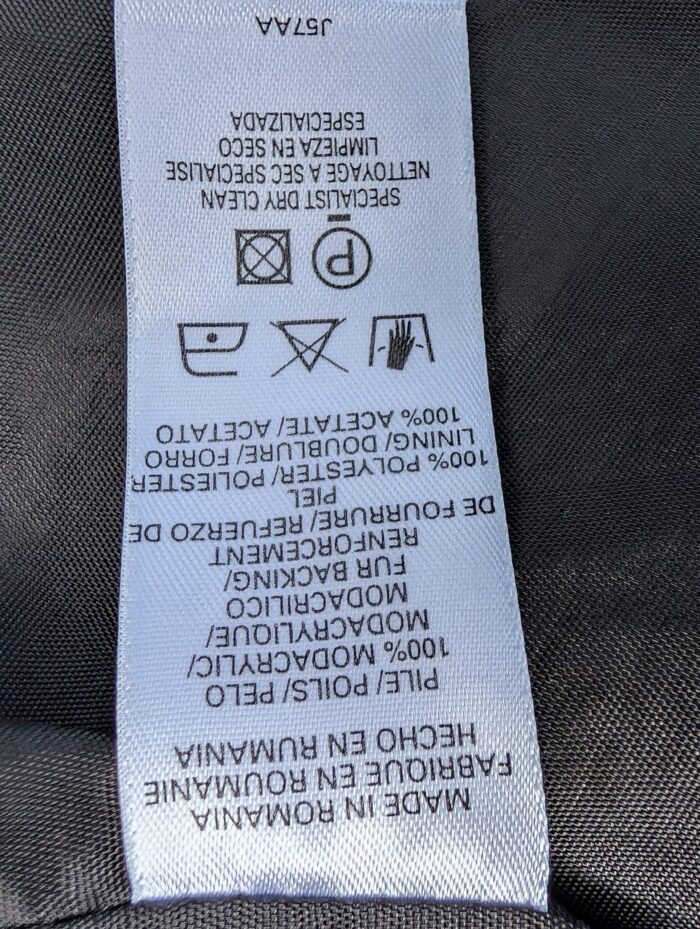 MADE IN ROMANIA
FABRIQUE EN ROUMANIE
HECHO EN RUMANIA
PILE/ POILS/ PELO
100% MODACRYLIC/
MODACRYLIQUE/
MODACRILICO
FUR BACKING/
RENFORCEMENT
DE FOURRURE/ REFUERZO DE
PIEL
100% POLYESTER/ POLIESTER
LINING/ DOUBLURE/ FORRO
100% ACETATE/ ACETATO
P
SPECIALIST DRY CLEAN
NETTOYAGE A SEC SPECIALISE
LIMPIEZA EN SECO
ESPECIALIZADA
J57AA